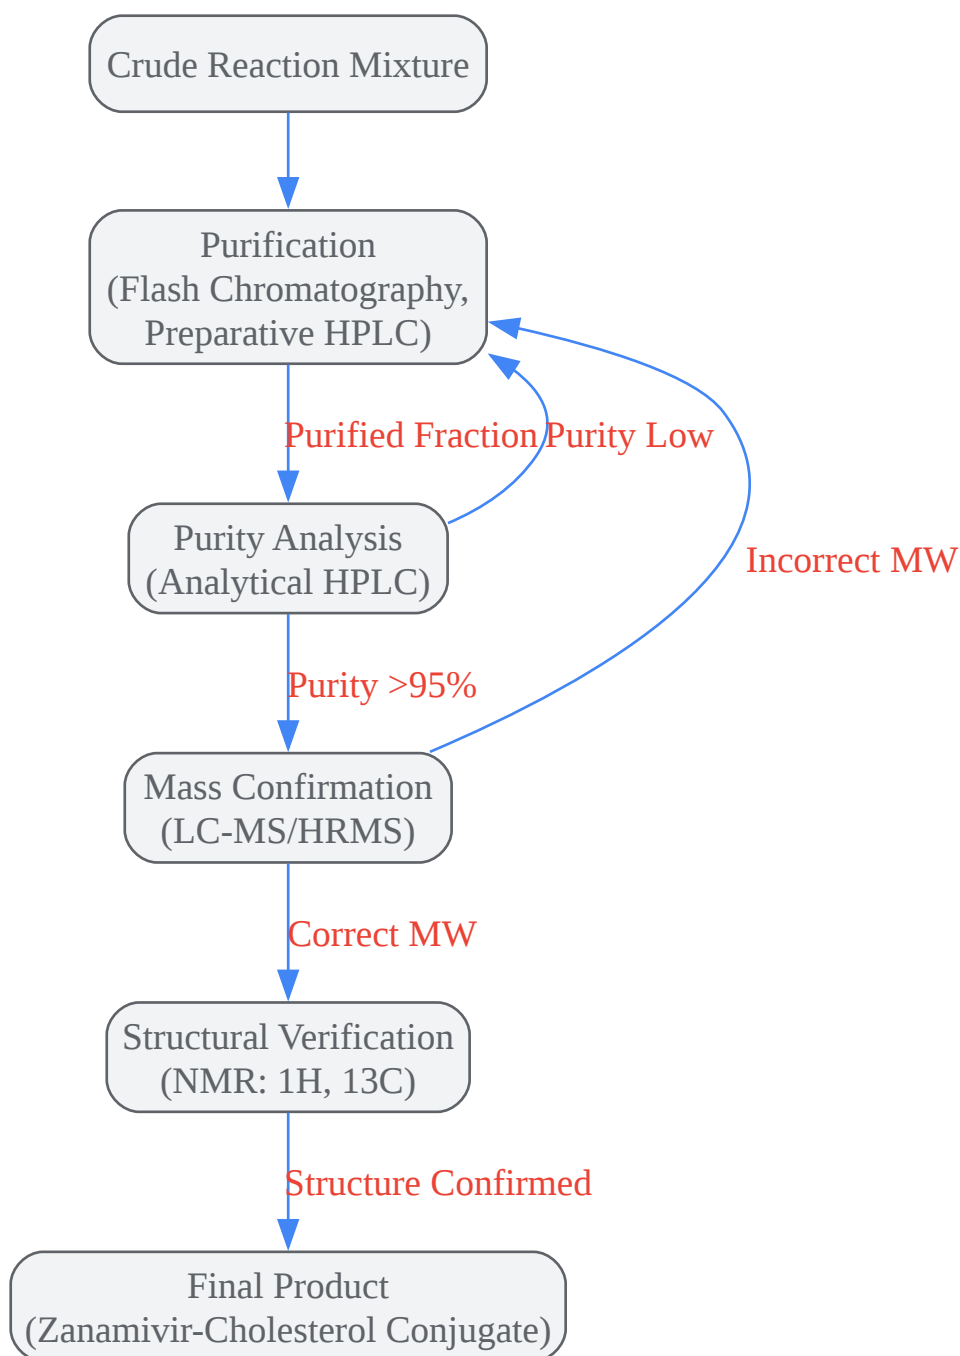 Crude Reaction Mixture
Purification
(Flash Chromatography,
Preparative HPLC)
Purified Fraction
Purity Low
Purity Analysis
(Analytical HPLC)
Incorrect MW
Purity >95%
Mass Confirmation
(LC-MS/HRMS)
Correct MW
Structural Verification
(NMR: 1H, 13C)
Structure Confirmed
Final Product
(Zanamivir-Cholesterol Conjugate)